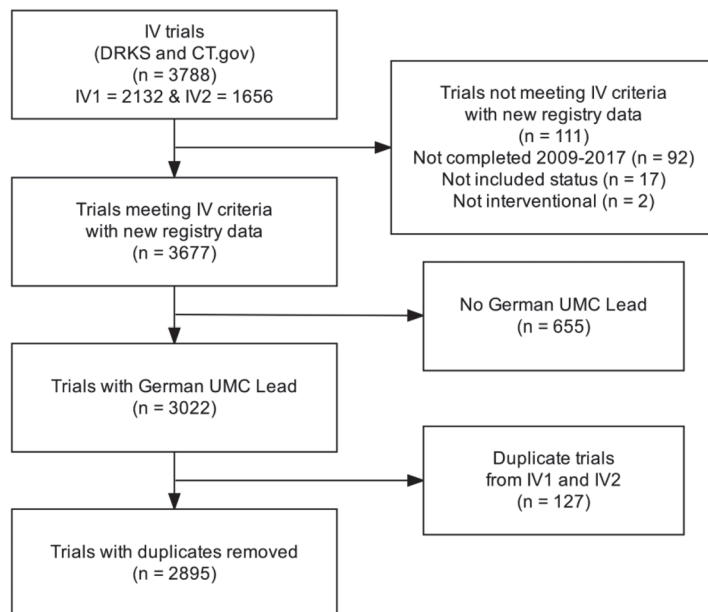 IV trials
(DRKS and CT.gov)
(n = 3788)
IV1 = 2132 & IV2 = 1656
Trials not meeting IV criteria
with new registry data
(n = 111)
Not completed 2009-2017 (n = 92)
Not included status (n = 17)
Not interventional (n = 2)
Trials meeting IV criteria
with new registry data
(n = 3677)
No German UMC Lead
(n = 655)
Trials with German UMC Lead
(n = 3022)
Duplicate trials
from IV1 and IV2
(n = 127)
Trials with duplicates removed
(n = 2895)